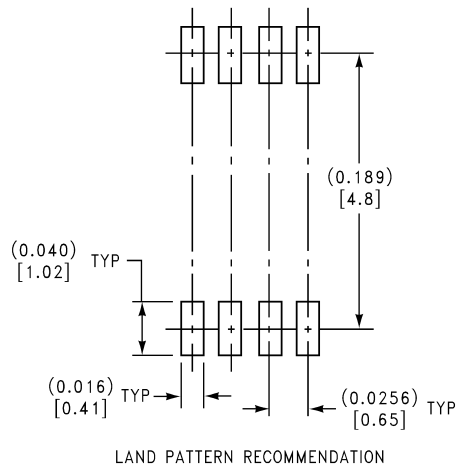 (0.189)
[4.8]
(0.040)
[1.02] TYP
(0.016)
[0.41] TYP
(0.0256)
[0.65] TYP
LAND PATTERN RECOMMENDATION